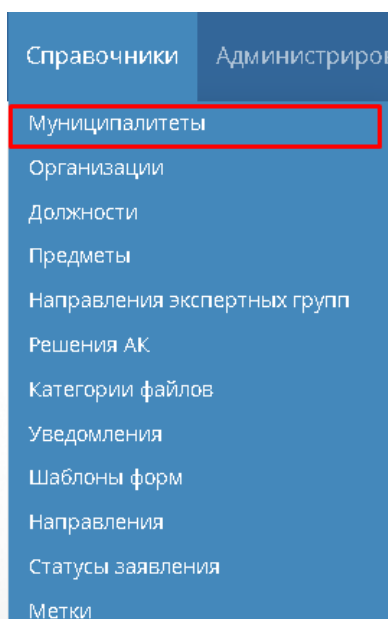 Справочники Администриров
Муниципалитеты
Организации
Должности
Предметы
Направления экспертных групп
Решения АК
Категории файлов
Уведомления
Шаблоны форм
Направления
Статусы заявления
Метки